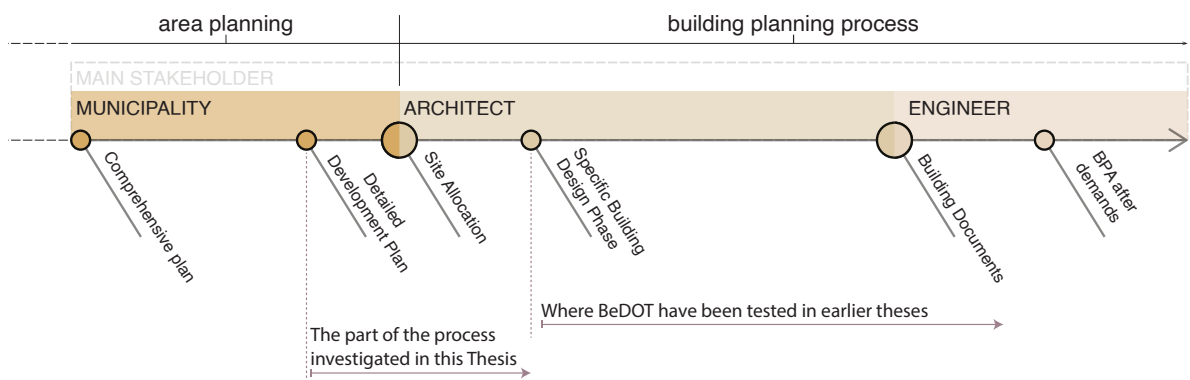 area planning
building planning process
MAIN STAKEHOLDER
MUNICIPALITY
ARCHITECT
ENGINEER
Comprehensive plan
Detailed
Development Plan
Site Allocation
Specific Building
Design Phase
Building Documents
BPA after
demands
Where BeDOT have been tested in earlier theses
The part of the process
investigated in this Thesis